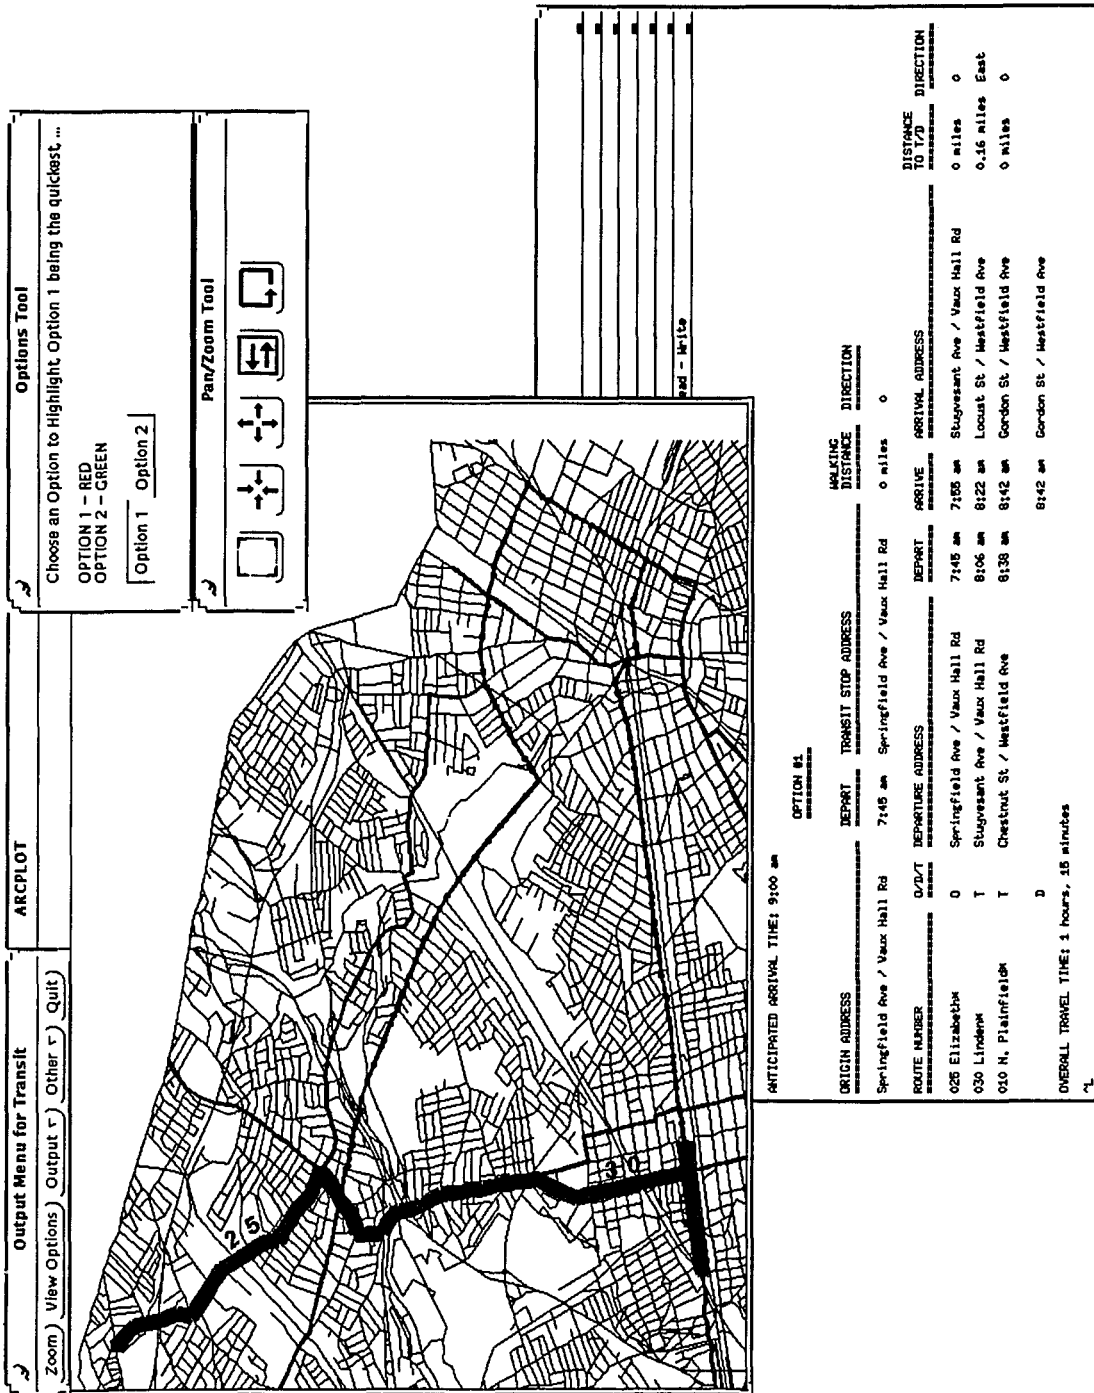 Output Menu for Transit
Zoom) View Options) Output ▿) Other ▿) Quit)
ARCPLOT
Options Tool
Choose an Option to Highlight, Option 1 being the quickest, ...
OPTION 1 - RED
OPTION 2 - GREEN
Option 1 Option 2
Pan/Zoom Tool
25
30
ead - Write
ANTICIPATED ARRIVAL TIME: 9:00 am
OPTION #1
=========
ORIGIN ADDRESS DEPART TRANSIT STOP ADDRESS WALKING DISTANCE DIRECTION
Springfield Ave / Vaux Hall Rd 7:45 am Springfield Ave / Vaux Hall Rd 0 miles 0
ROUTE NUMBER O/D/T DEPARTURE ADDRESS DEPART ARRIVE ARRIVAL ADDRESS DISTANCE TO T/D DIRECTION
025 Elizabeth* O Springfield Ave / Vaux Hall Rd 7:45 am 7:55 am Stuyvesant Ave / Vaux Hall Rd 0 miles 0
030 Linden* T Stuyvesant Ave / Vaux Hall Rd 8:06 am 8:22 am Locust St / Westfield Ave 0.16 miles East
010 N. Plainfield* T Chestnut St / Westfield Ave 8:38 am 8:42 am Gordon St / Westfield Ave 0 miles 0
D 8:42 am Gordon St / Westfield Ave
OVERALL TRAVEL TIME: 1 hours, 15 minutes
^L